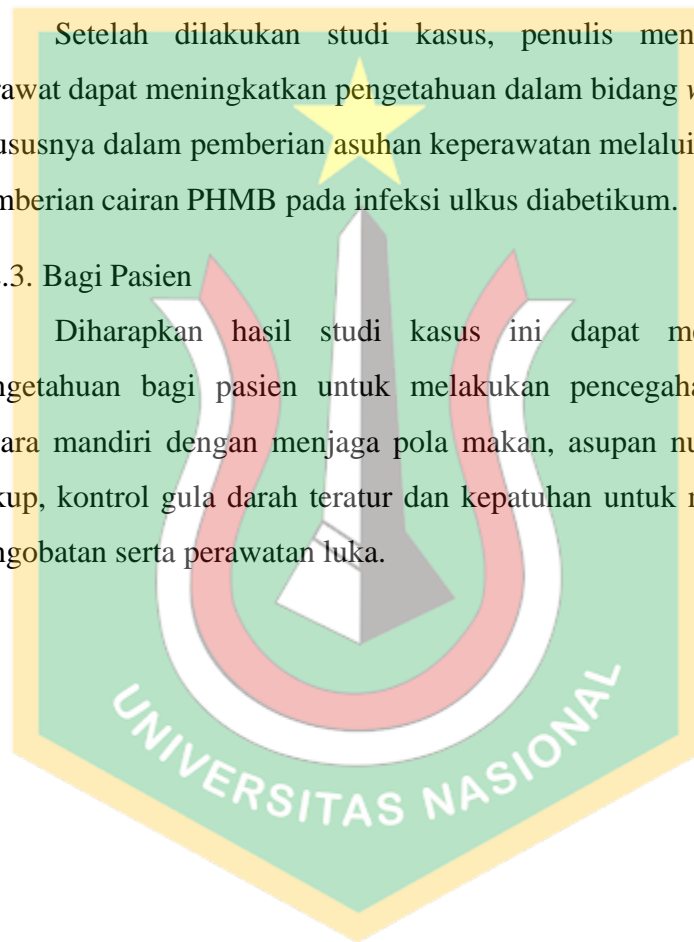 Setelah dilakukan studi kasus, penulis men
rawat dapat meningkatkan pengetahuan dalam bidang
ususnya dalam pemberian asuhan keperawatan melalui
mberian cairan PHMB pada infeksi ulkus diabetikum.
.3. Bagi Pasien
Diharapkan hasil studi kasus ini dapat me
ngetahuan bagi pasien untuk melakukan pencegaha
ara mandiri dengan menjaga pola makan, asupan nu
kup, kontrol gula darah teratur dan kepatuhan untuk
ngobatan serta perawatan luka.
UNIVERSITAS NASIONAL